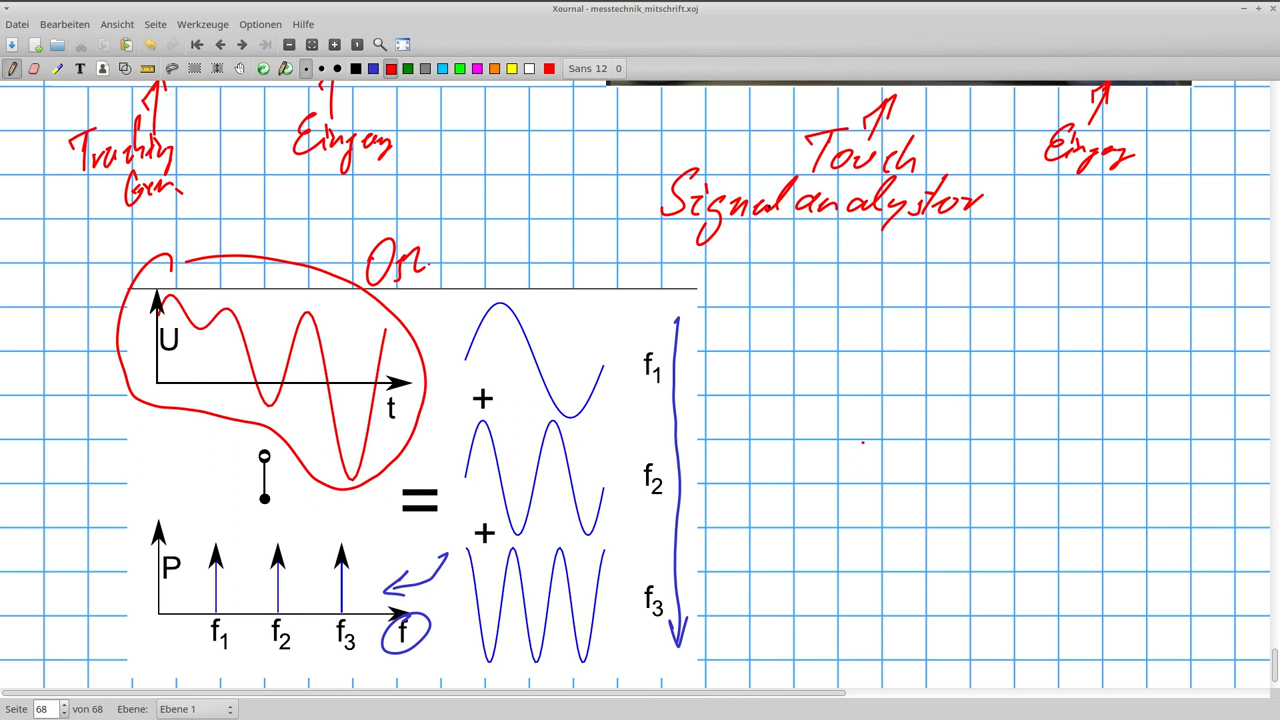 Xournal - messtechnik_mitschrift.xoj
Datei Bearbeiten Ansicht Seite Werkzeuge Optionen Hilfe
Sans 12 0
Eingang
Eingang
Touch
Signalanalystor
U
t
+
+
=
f1
f2
f3
P
f1 f2 f3 f
Seite 68 von 68 Ebene: Ebene 1